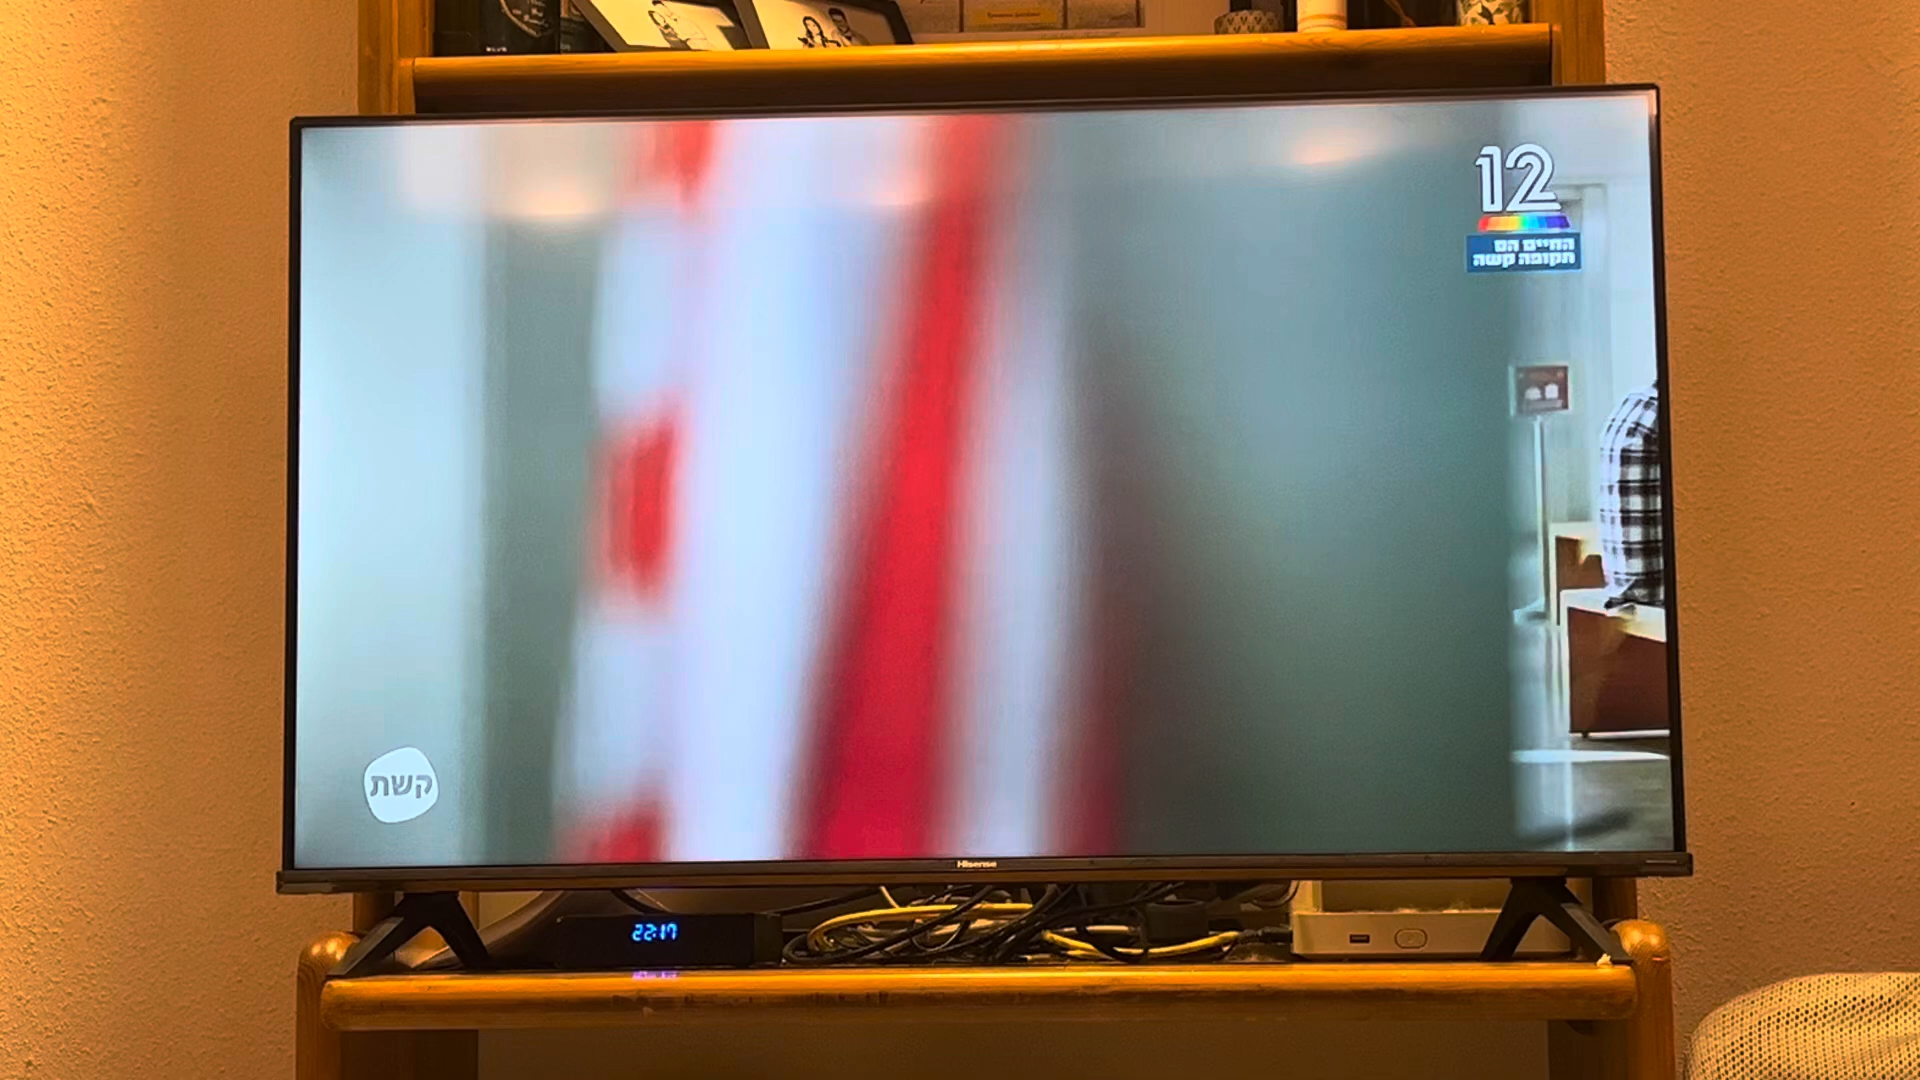 12
החיים הם
תקופה קשה
קשת
Hisense
22:17